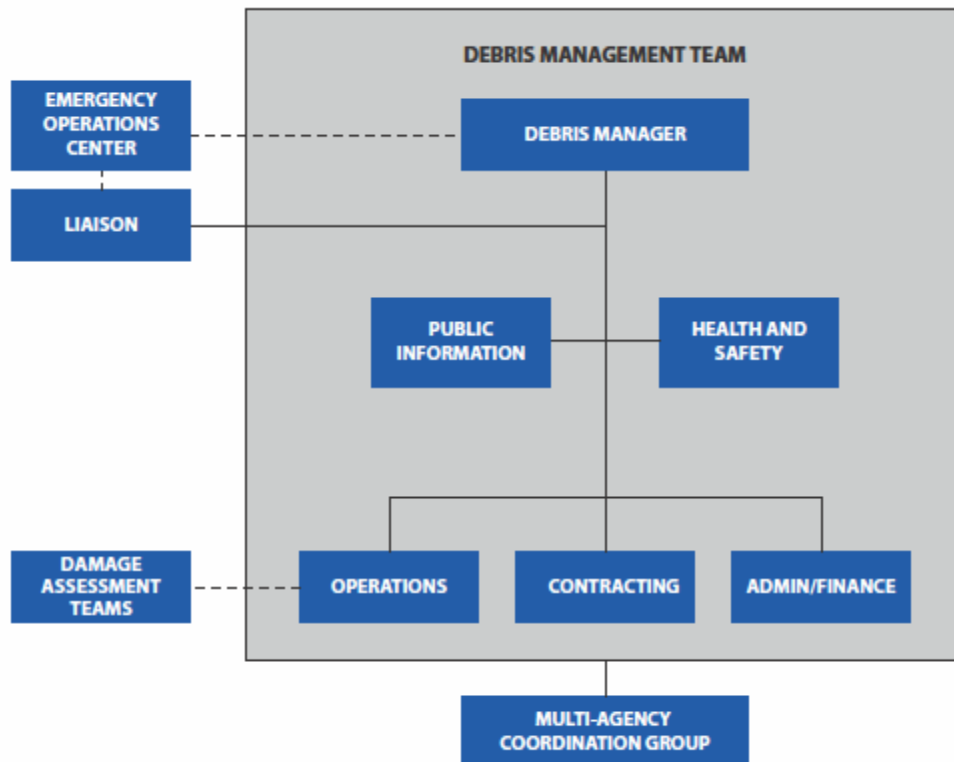 DEBRIS MANAGEMENT TEAM
EMERGENCY
OPERATIONS
CENTER
DEBRIS MANAGER
LIAISON
PUBLIC
INFORMATION
HEALTH AND
SAFETY
DAMAGE
ASSESSMENT
TEAMS
OPERATIONS
CONTRACTING
ADMIN/FINANCE
MULTI-AGENCY
COORDINATION GROUP